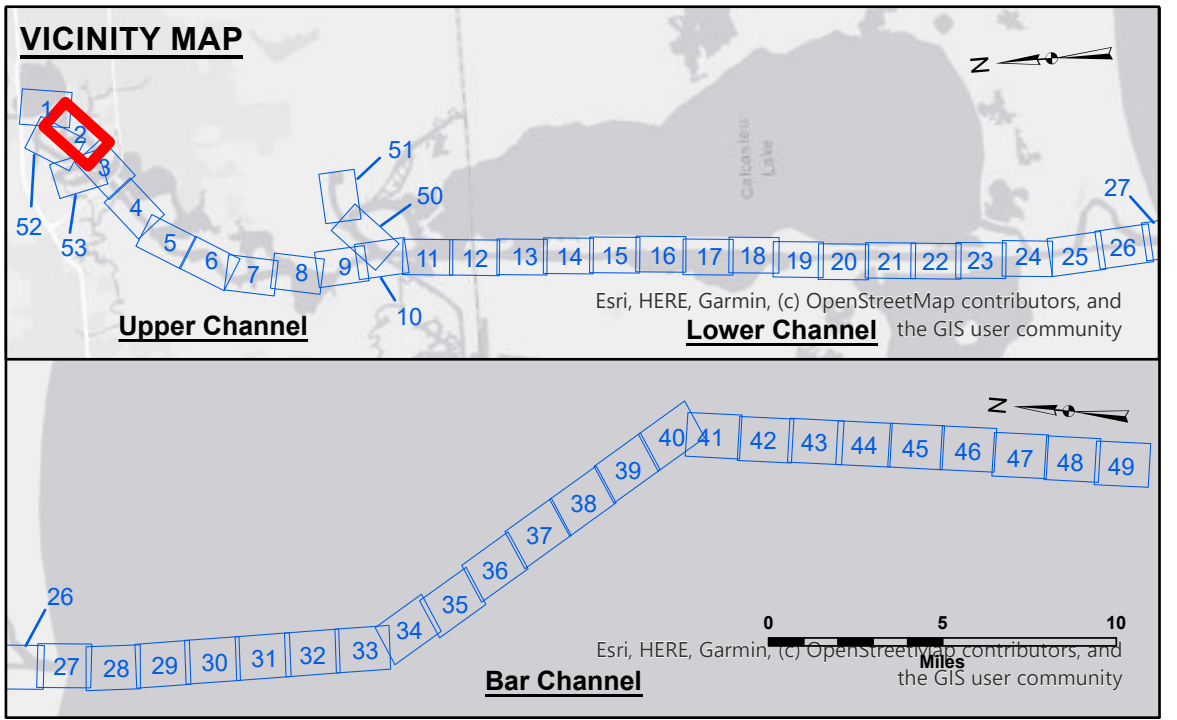 VICINITY MAP
N
1
2
3
4
5
6
7
8
9
10
11 12 13 14 15 16 17 18 19 20 21 22 23 24 25 26
27
50
51
52
53
Calcasieu
Lake
Upper Channel
Lower Channel
Esri, HERE, Garmin, (c) OpenStreetMap contributors, and
the GIS user community
N
26
27 28 29 30 31 32 33 34 35 36 37 38 39 40 41 42 43 44 45 46 47 48 49
Bar Channel
0 5 10
Miles
Esri, HERE, Garmin, (c) OpenStreetMap contributors, and
the GIS user community